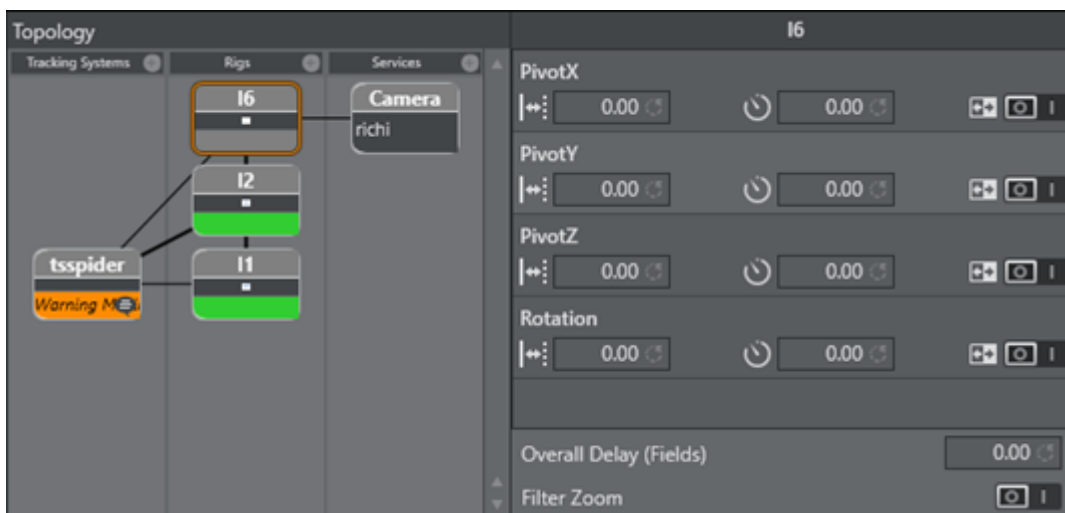 Topology
Tracking Systems
Rigs
Services
I6
Camera
richi
I2
tsspider
Warning
I1
I6
PivotX
0.00
0.00
PivotY
0.00
0.00
PivotZ
0.00
0.00
Rotation
0.00
0.00
Overall Delay (Fields)
0.00
Filter Zoom